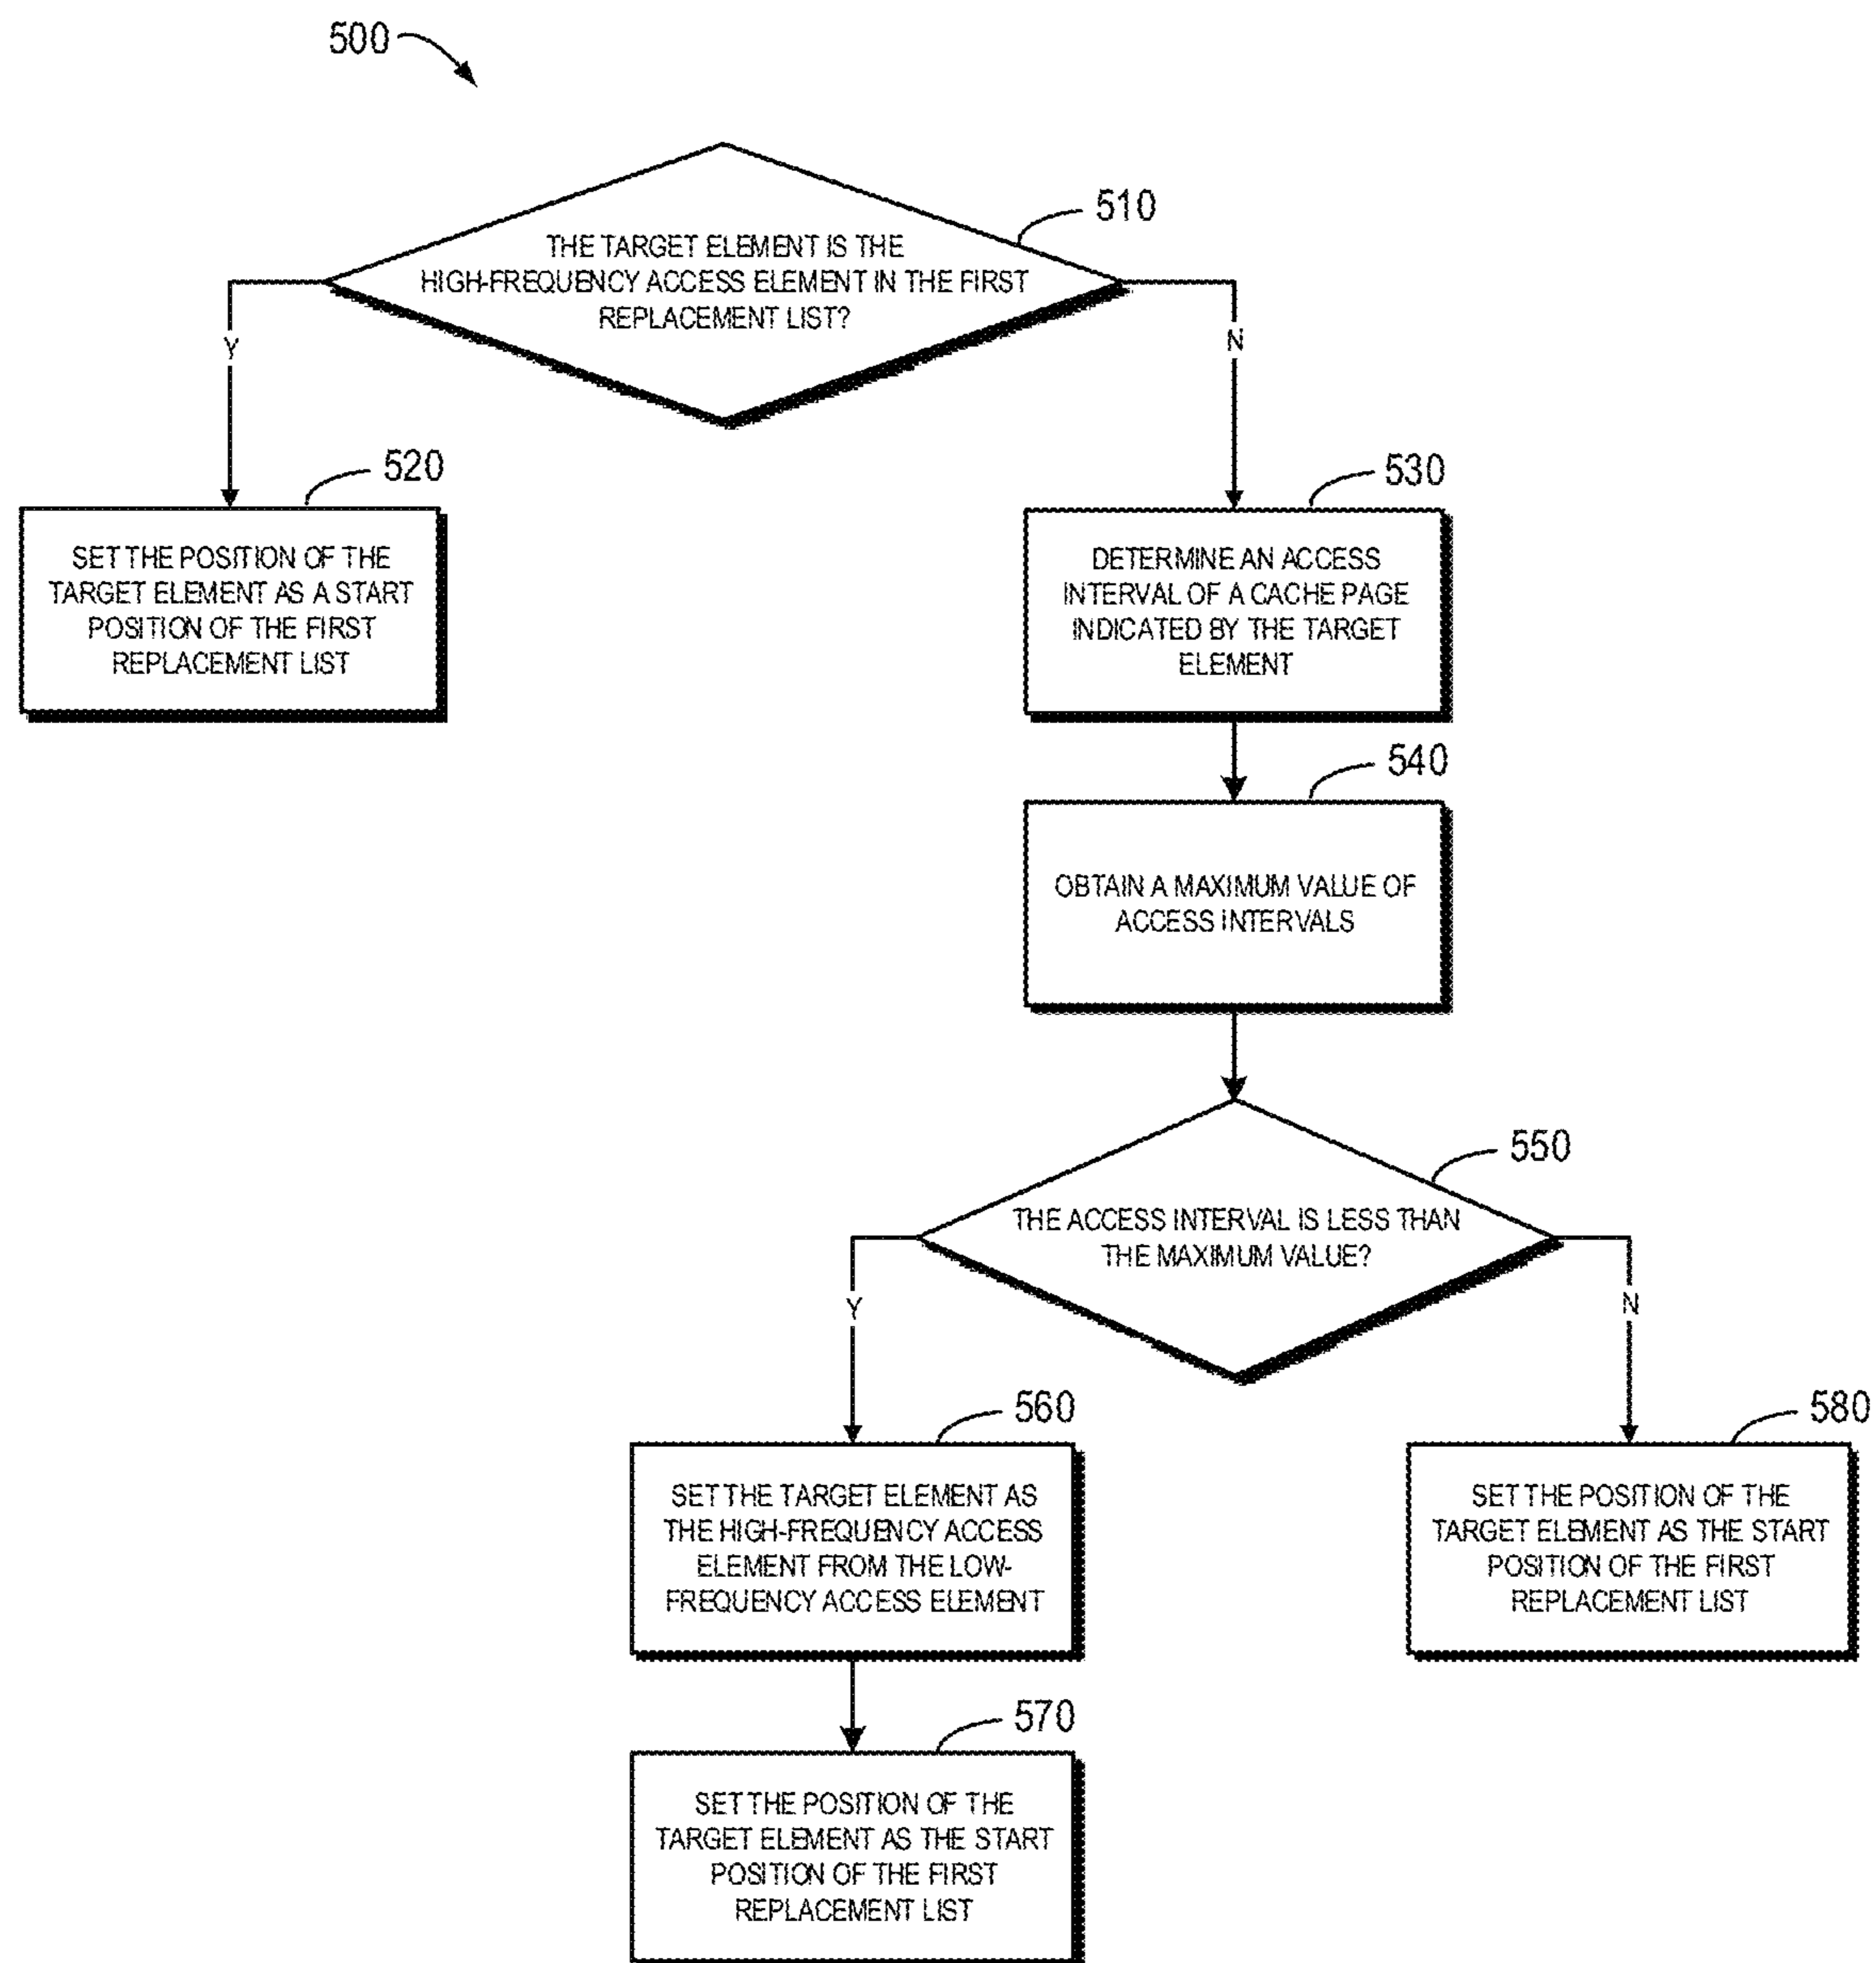 500
510
THE TARGET ELEMENT IS THE
HIGH-FREQUENCY ACCESS ELEMENT IN THE FIRST
REPLACEMENT LIST?
Y
N
520
SET THE POSITION OF THE
TARGET ELEMENT AS A START
POSITION OF THE FIRST
REPLACEMENT LIST
530
DETERMINE AN ACCESS
INTERVAL OF A CACHE PAGE
INDICATED BY THE TARGET
ELEMENT
540
OBTAIN A MAXIMUM VALUE OF
ACCESS INTERVALS
550
THE ACCESS INTERVAL IS LESS THAN
THE MAXIMUM VALUE?
Y
N
560
SET THE TARGET ELEMENT AS
THE HIGH-FREQUENCY ACCESS
ELEMENT FROM THE LOW-
FREQUENCY ACCESS ELEMENT
580
SET THE POSITION OF THE
TARGET ELEMENT AS THE START
POSITION OF THE FIRST
REPLACEMENT LIST
570
SET THE POSITION OF THE
TARGET ELEMENT AS THE START
POSITION OF THE FIRST
REPLACEMENT LIST